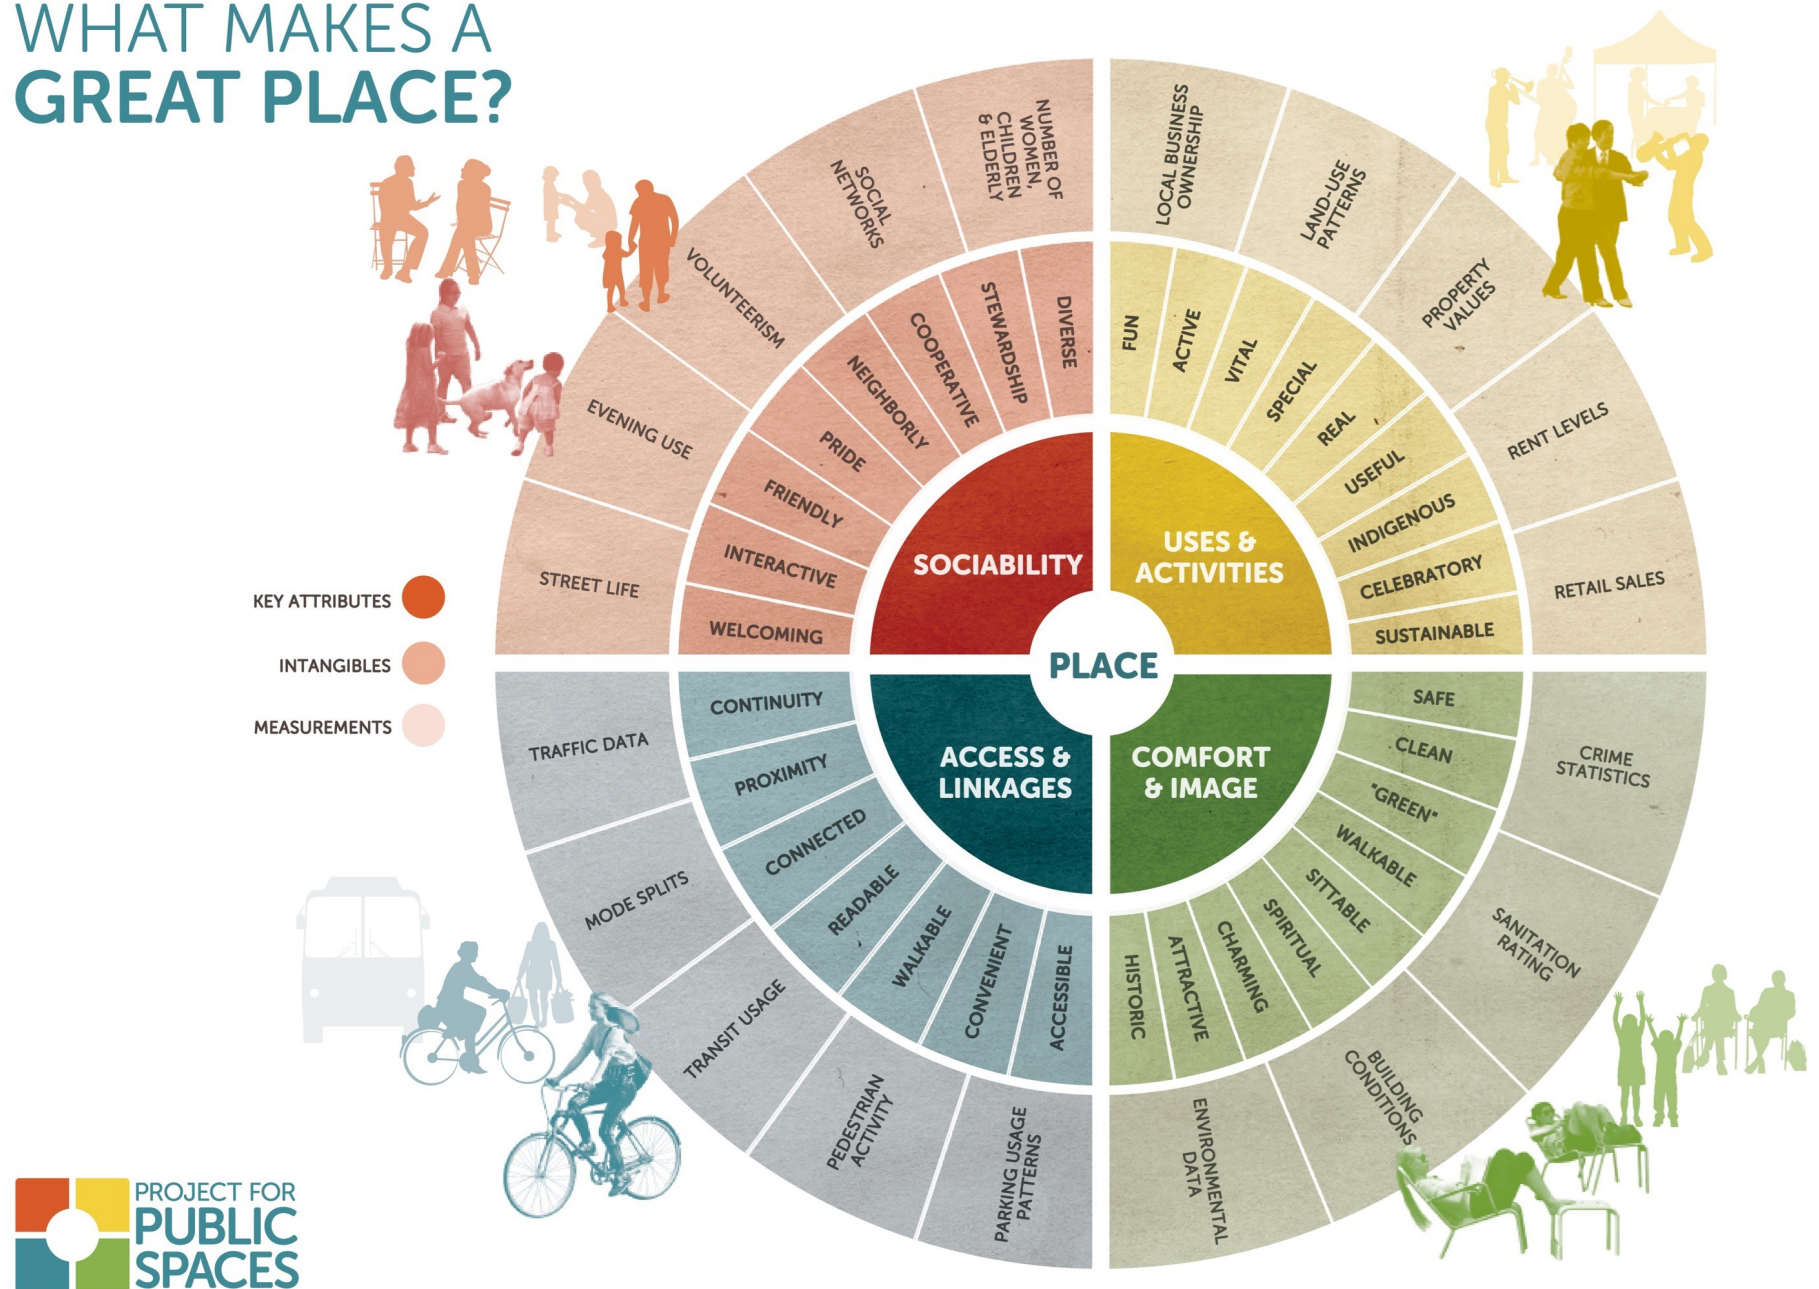 WHAT MAKES A
GREAT PLACE?
KEY ATTRIBUTES
INTANGIBLES
MEASUREMENTS
PLACE
SOCIABILITY
USES &
ACTIVITIES
ACCESS &
LINKAGES
COMFORT
& IMAGE
WELCOMING
INTERACTIVE
FRIENDLY
PRIDE
NEIGHBORLY
COOPERATIVE
STEWARDSHIP
DIVERSE
STREET LIFE
EVENING USE
VOLUNTEERISM
SOCIAL
NETWORKS
NUMBER OF
WOMEN,
CHILDREN
& ELDERLY
FUN
ACTIVE
VITAL
SPECIAL
REAL
USEFUL
INDIGENOUS
CELEBRATORY
SUSTAINABLE
LOCAL BUSINESS
OWNERSHIP
LAND-USE
PATTERNS
PROPERTY
VALUES
RENT LEVELS
RETAIL SALES
SAFE
CLEAN
"GREEN"
WALKABLE
SITTABLE
SPIRITUAL
CHARMING
ATTRACTIVE
HISTORIC
CRIME
STATISTICS
SANITATION
RATING
BUILDING
CONDITIONS
ENVIRONMENTAL
DATA
CONTINUITY
PROXIMITY
CONNECTED
READABLE
WALKABLE
CONVENIENT
ACCESSIBLE
TRAFFIC DATA
MODE SPLITS
TRANSIT USAGE
PEDESTRIAN
ACTIVITY
PARKING USAGE
PATTERNS
PROJECT FOR
PUBLIC
SPACES